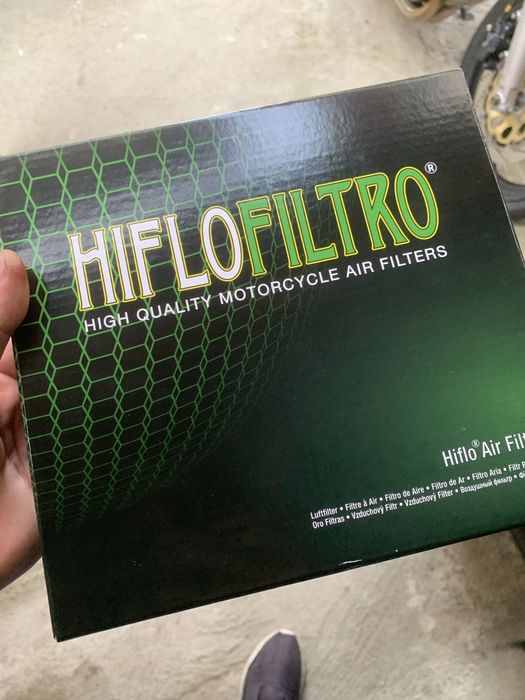 HIFLOFILTRO®
HIGH QUALITY MOTORCYCLE AIR FILTERS
Hiflo® Air
Luftfilter • Filtre à Air • Filtro de Aire • Filtro de Ar • Filtro Aria • Filtr
Oro Filtras • Vzduchový Filtr • Vzduchový Filter • Воздушный фильтр •